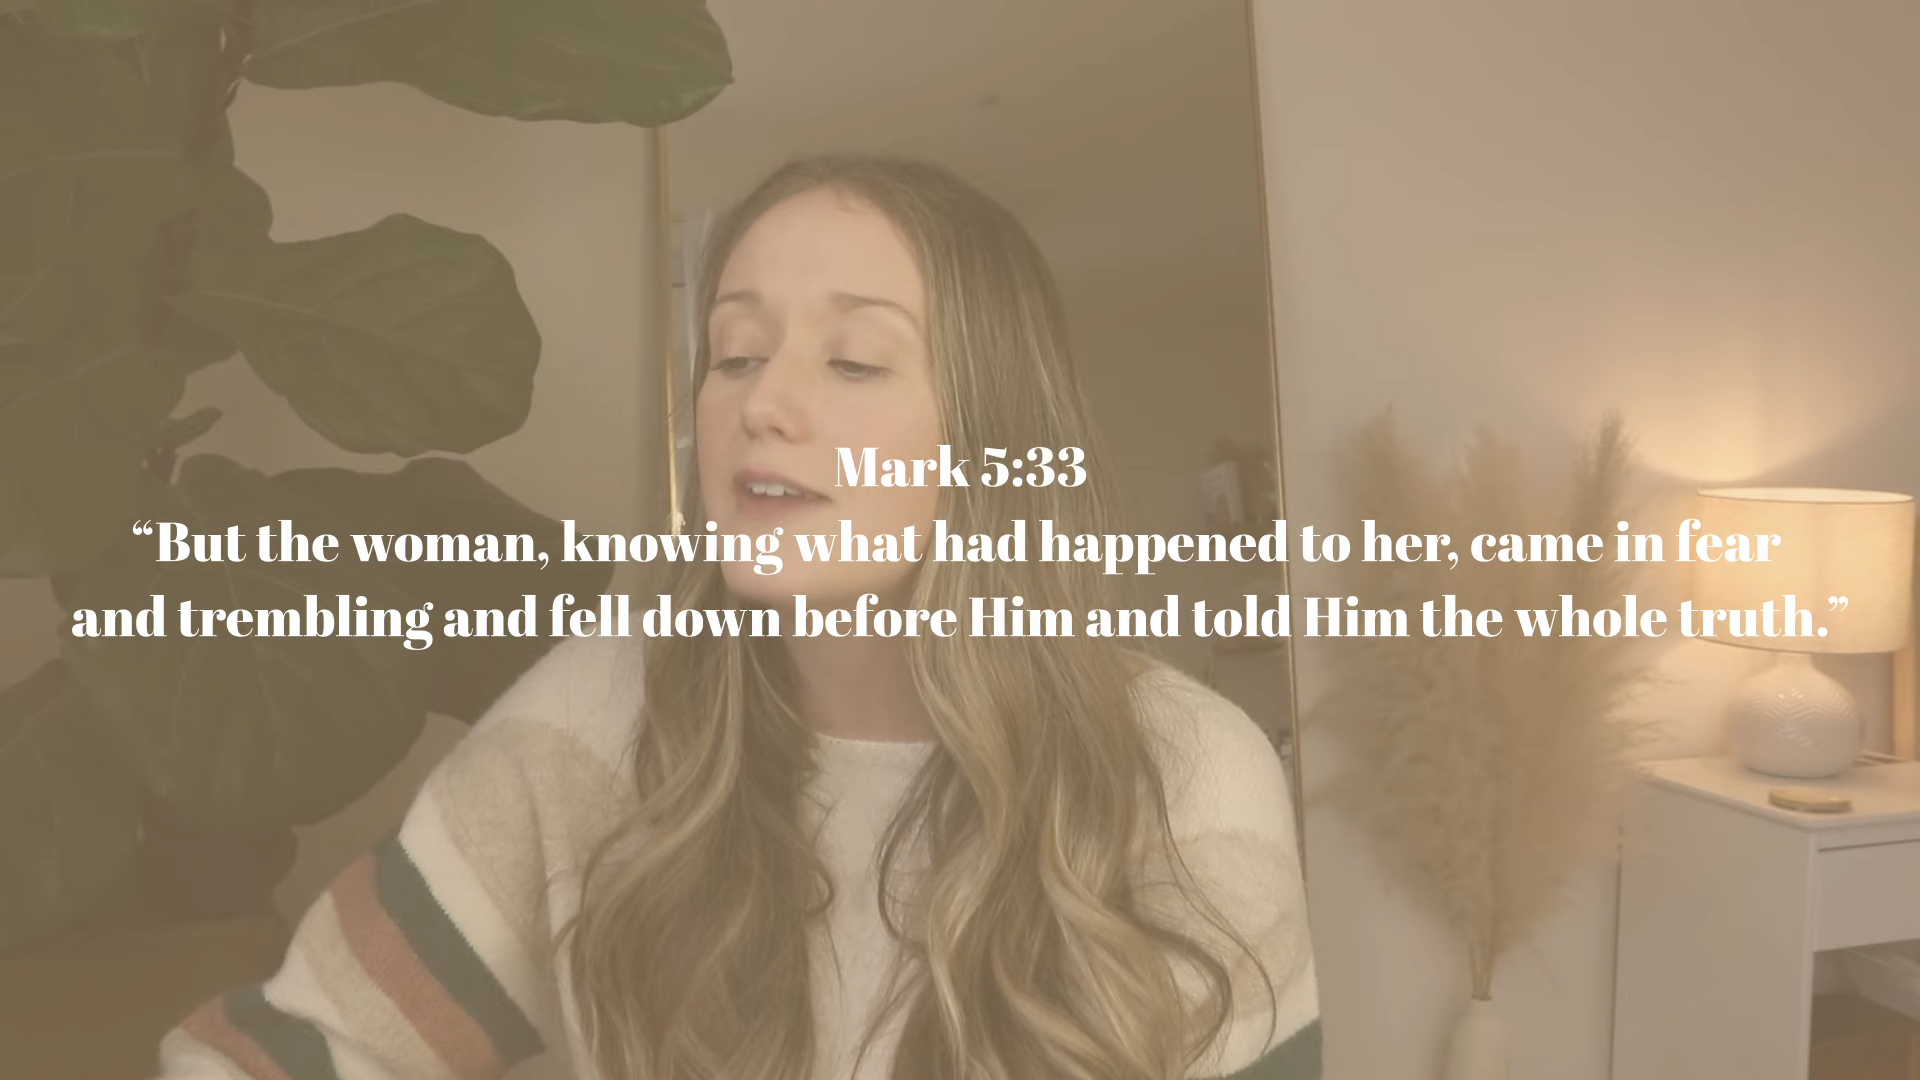 Mark 5:33
“But the woman, knowing what had happened to her, came in fear
and trembling and fell down before Him and told Him the whole truth.”